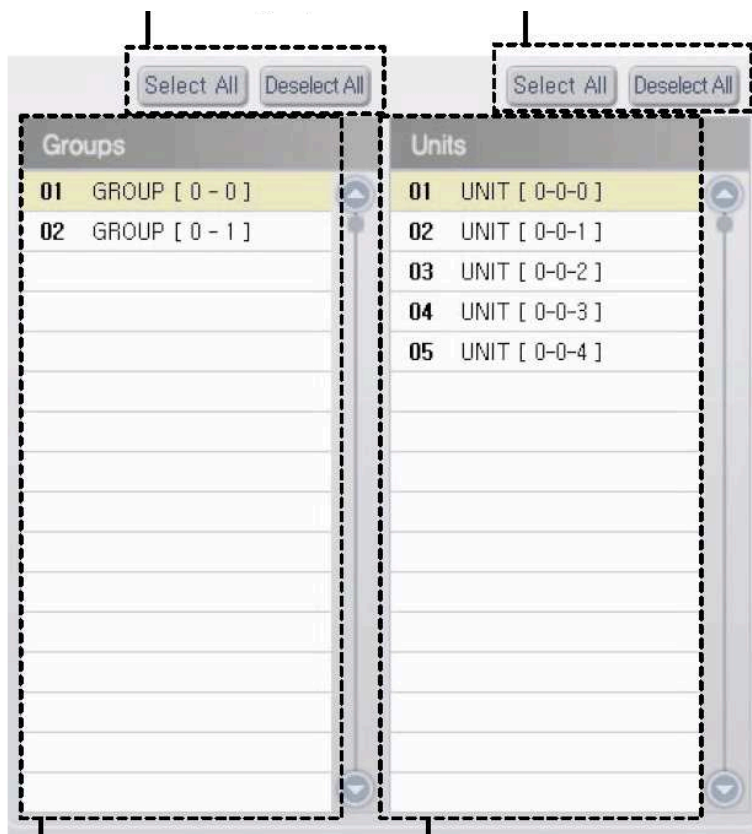 Select All Deselect All
Select All Deselect All
Groups
01 GROUP [ 0 - 0 ]
02 GROUP [ 0 - 1 ]
Units
01 UNIT [ 0-0-0 ]
02 UNIT [ 0-0-1 ]
03 UNIT [ 0-0-2 ]
04 UNIT [ 0-0-3 ]
05 UNIT [ 0-0-4 ]